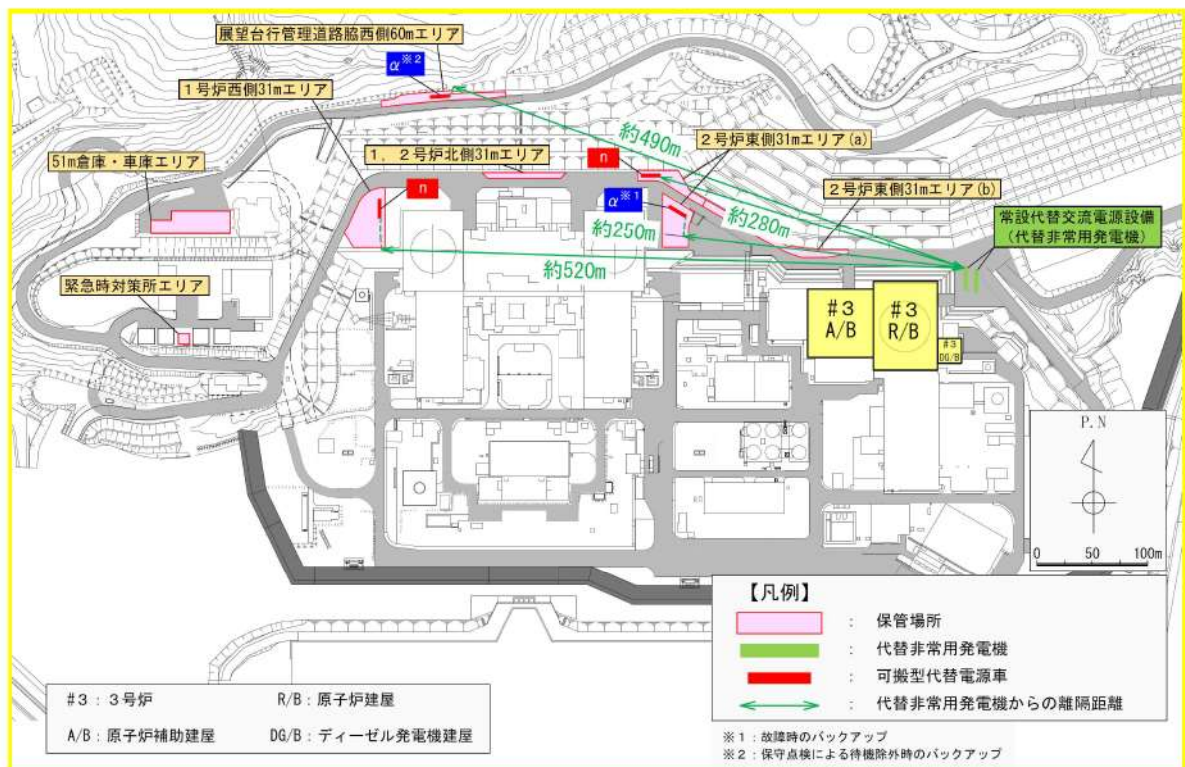 展望台行管理道路脇西側60mエリア
α※2
1号炉西側31mエリア
約490m
2号炉東側31mエリア(a)
51m倉庫・車庫エリア
1,2号炉北側31mエリア
n
n
2号炉東側31mエリア(b)
α※1
約280m
常設代替交流電源設備
(代替非常用発電機)
約250m
約520m
緊急時対策所エリア
#3
A/B
#3
R/B
#3
DG/B
P.N
0 50 100m
【凡例】
: 保管場所
: 代替非常用発電機
: 可搬型代替電源車
: 代替非常用発電機からの離隔距離
#3:3号炉 R/B:原子炉建屋
A/B:原子炉補助建屋 DG/B:ディーゼル発電機建屋
※1:故障時のバックアップ
※2:保守点検による待機除外時のバックアップ